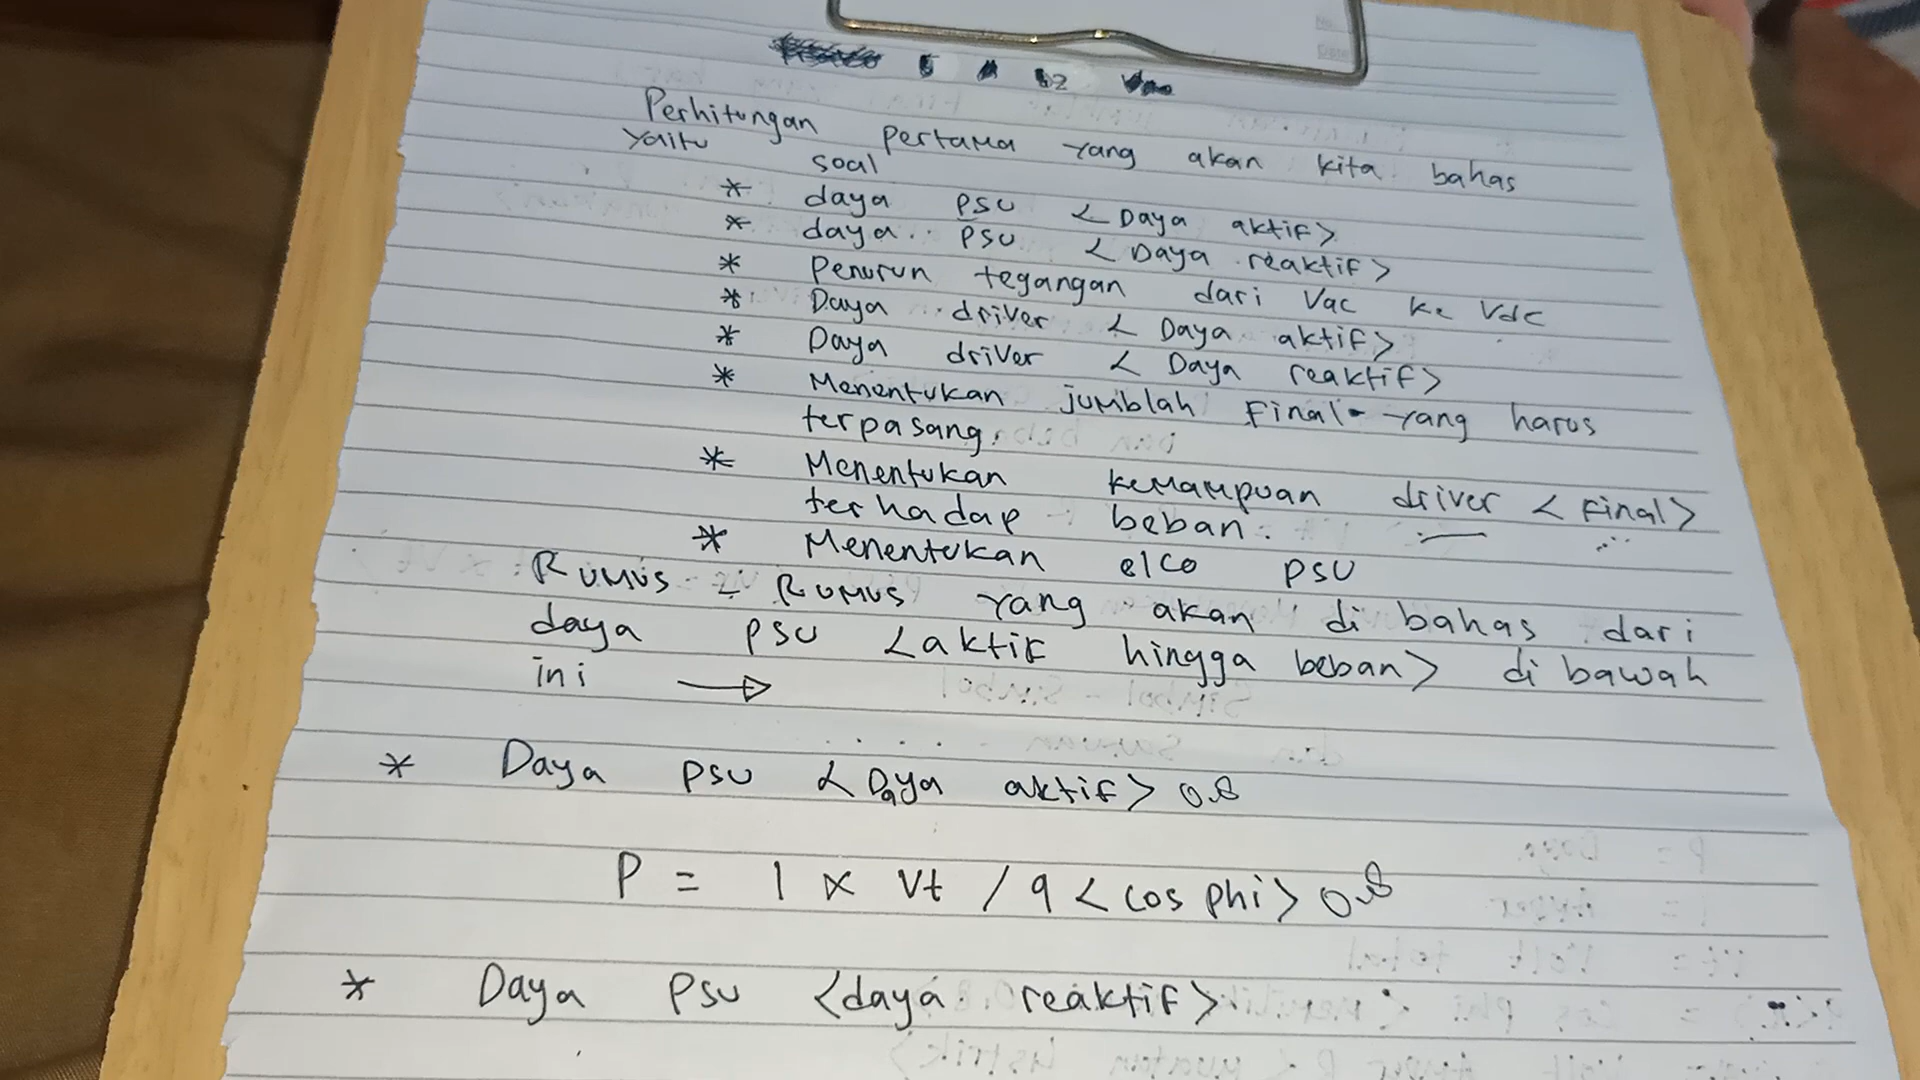 Perhitungan pertama yang akan kita bahas
yaitu soal
* daya psu <Daya aktif>
* daya psu <Daya reaktif>
* Penurun tegangan dari Vac ke Vdc
* Daya driver <Daya aktif>
* Daya driver <Daya reaktif>
* Menentukan jumblah Final yang harus
terpasang.
* Menentukan kemampuan driver <Final>
terhadap beban.
* Menentukan elco psu
Rumus - Rumus yang akan di bahas dari
daya psu <aktif hingga beban> di bawah
ini →
* Daya psu <Daya aktif> 0.8
P = I x Vt / 9 <cos phi> 0.8
* Daya psu <daya reaktif>